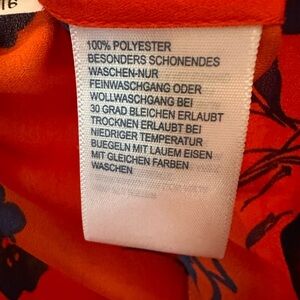 100% POLYESTER
BESONDERS SCHONENDES
WASCHEN-NUR
FEINWASCHGANG ODER
WOLLWASCHGANG BEI
30 GRAD BLEICHEN ERLAUBT
TROCKNEN ERLAUBT BEI
NIEDRIGER TEMPERATUR
BUEGELN MIT LAUEM EISEN
MIT GLEICHEN FARBEN
WASCHEN